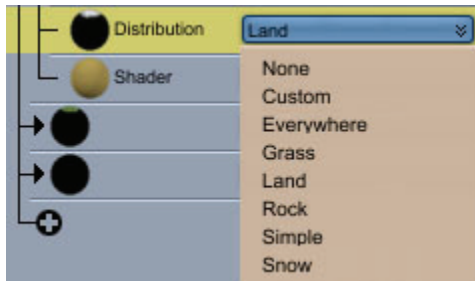 Distribution
Land
Shader
None
Custom
Everywhere
Grass
Land
Rock
Simple
Snow